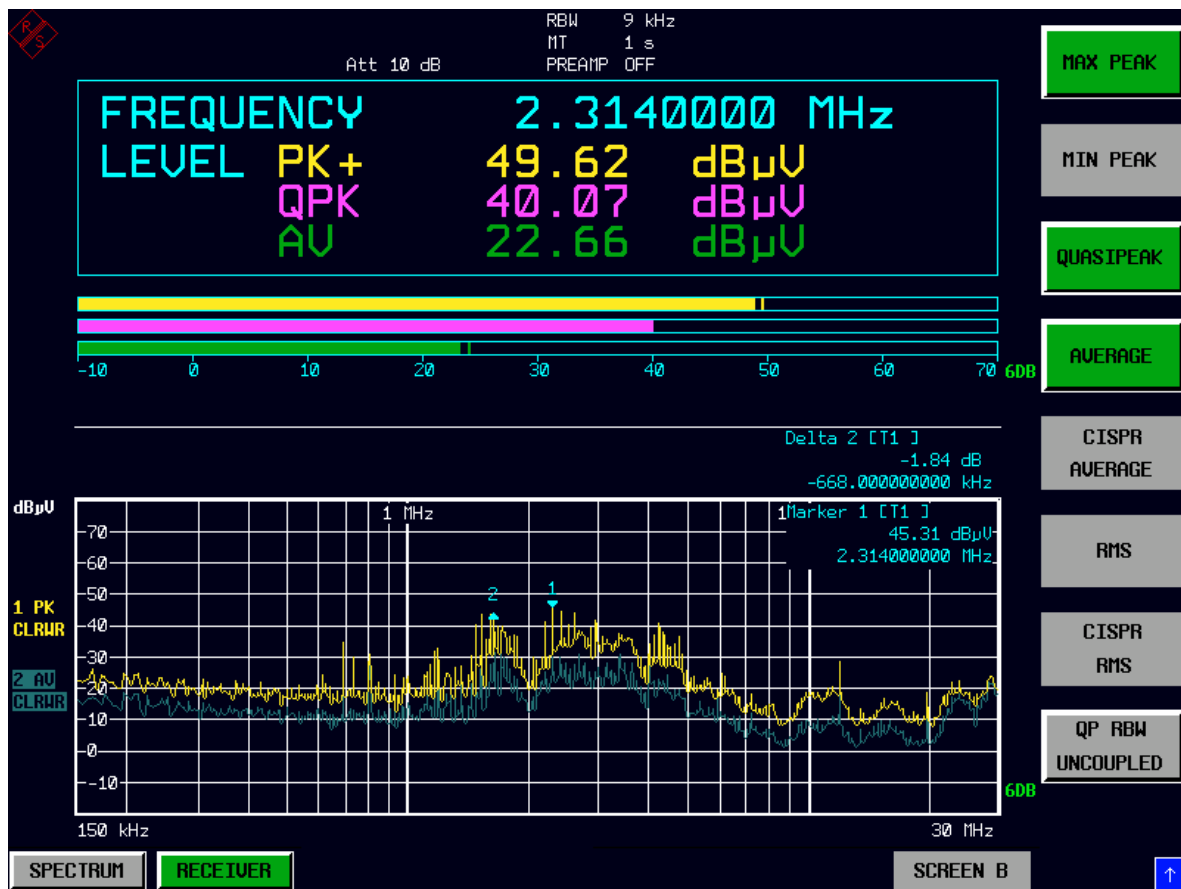 RBW 9 kHz
MT 1 s
Att 10 dB PREAMP OFF
FREQUENCY 2.3140000 MHz
LEVEL PK+ 49.62 dBµV
QPK 40.07 dBµV
AV 22.66 dBµV
-10 0 10 20 30 40 50 60 70 6DB
Delta 2 [T1 ]
-1.84 dB
-668.000000000 kHz
dBµV
1 MHz
1
Marker 1 [T1 ]
45.31 dBµV
2.314000000 MHz
70
60
50
40
30
20
10
0
-10
2
1
1 PK
CLRWR
2 AV
CLRWR
6DB
150 kHz 30 MHz
MAX PEAK
MIN PEAK
QUASIPEAK
AVERAGE
CISPR
AVERAGE
RMS
CISPR
RMS
QP RBW
UNCOUPLED
SPECTRUM RECEIVER SCREEN B
R
S